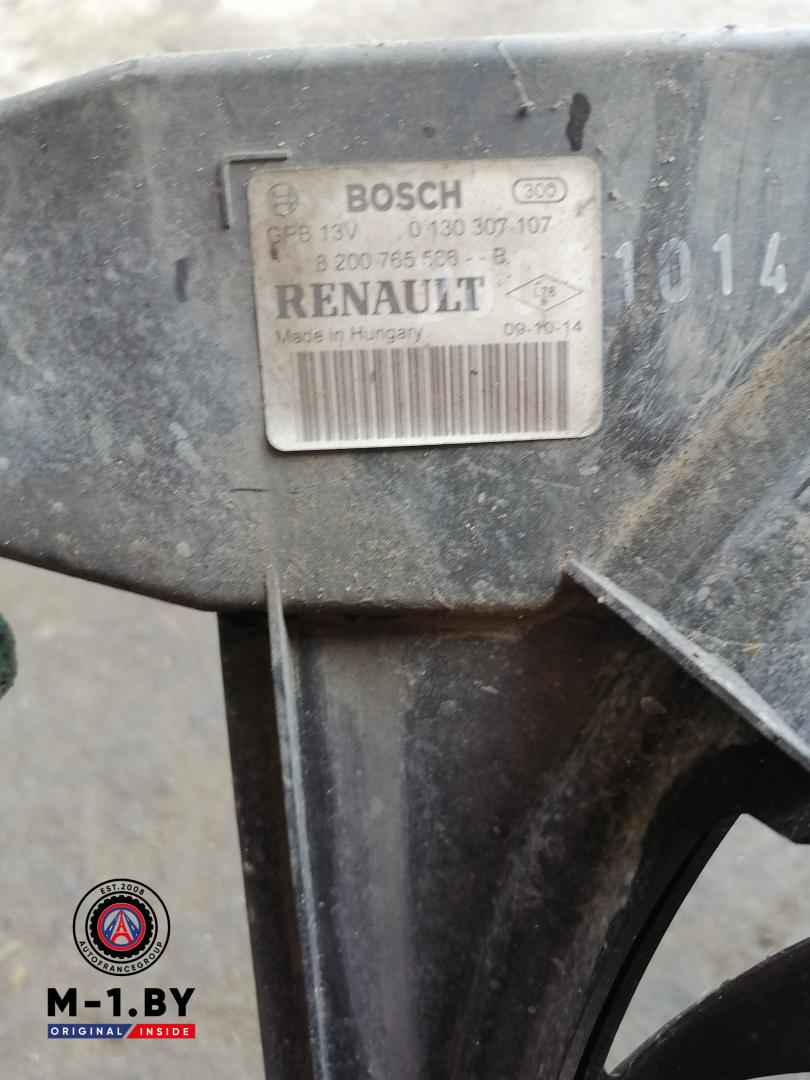 BOSCH 300
GPB 13V 0 130 307 107
8 200 765 566--B
RENAULT
Made in Hungary 09-10-14
1014
EST.2008
AUTOFRANCEGROUP
M-1.BY
ORIGINAL INSIDE